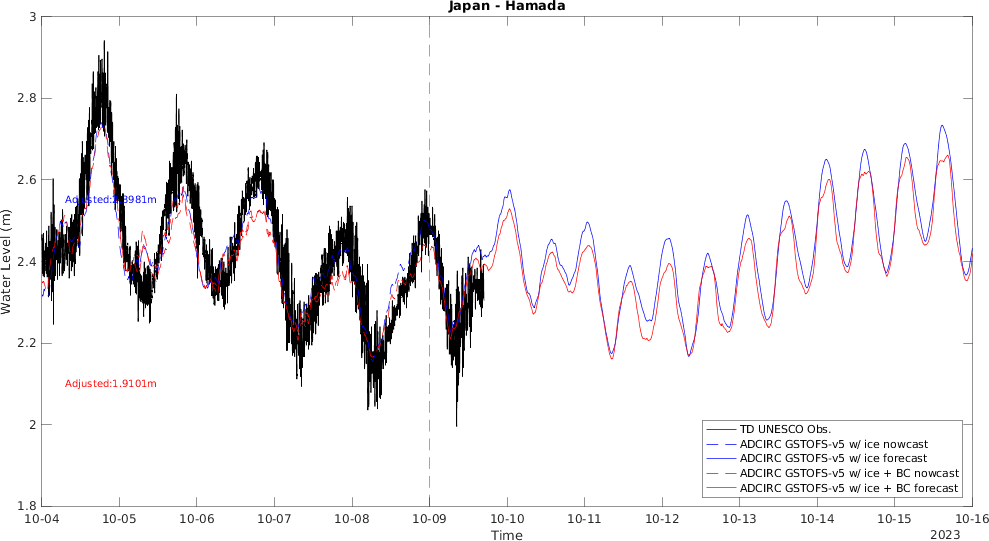 Japan - Hamada
3
2.8
2.6
2.4
2.2
2
1.8
Water Level (m)
Adjusted: 3981m
Adjusted:1.9101m
TD UNESCO Obs.
ADCIRC GSTOFS-v5 w/ ice nowcast
ADCIRC GSTOFS-v5 w/ ice forecast
ADCIRC GSTOFS-v5 w/ ice + BC nowcast
ADCIRC GSTOFS-v5 w/ ice + BC forecast
10-04 10-05 10-06 10-07 10-08 10-09 10-10 10-11 10-12 10-13 10-14 10-15 10-16
Time
2023